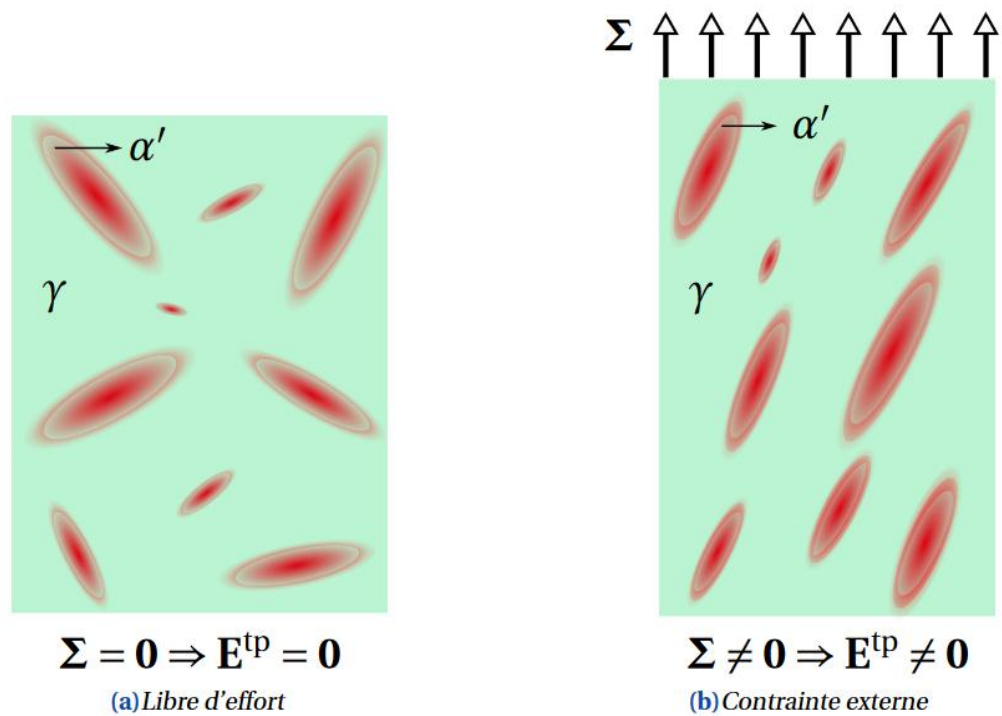 α′
γ
Σ = 0 ⇒ E^tp = 0
(a) Libre d'effort
Σ
α′
γ
Σ ≠ 0 ⇒ E^tp ≠ 0
(b) Contrainte externe